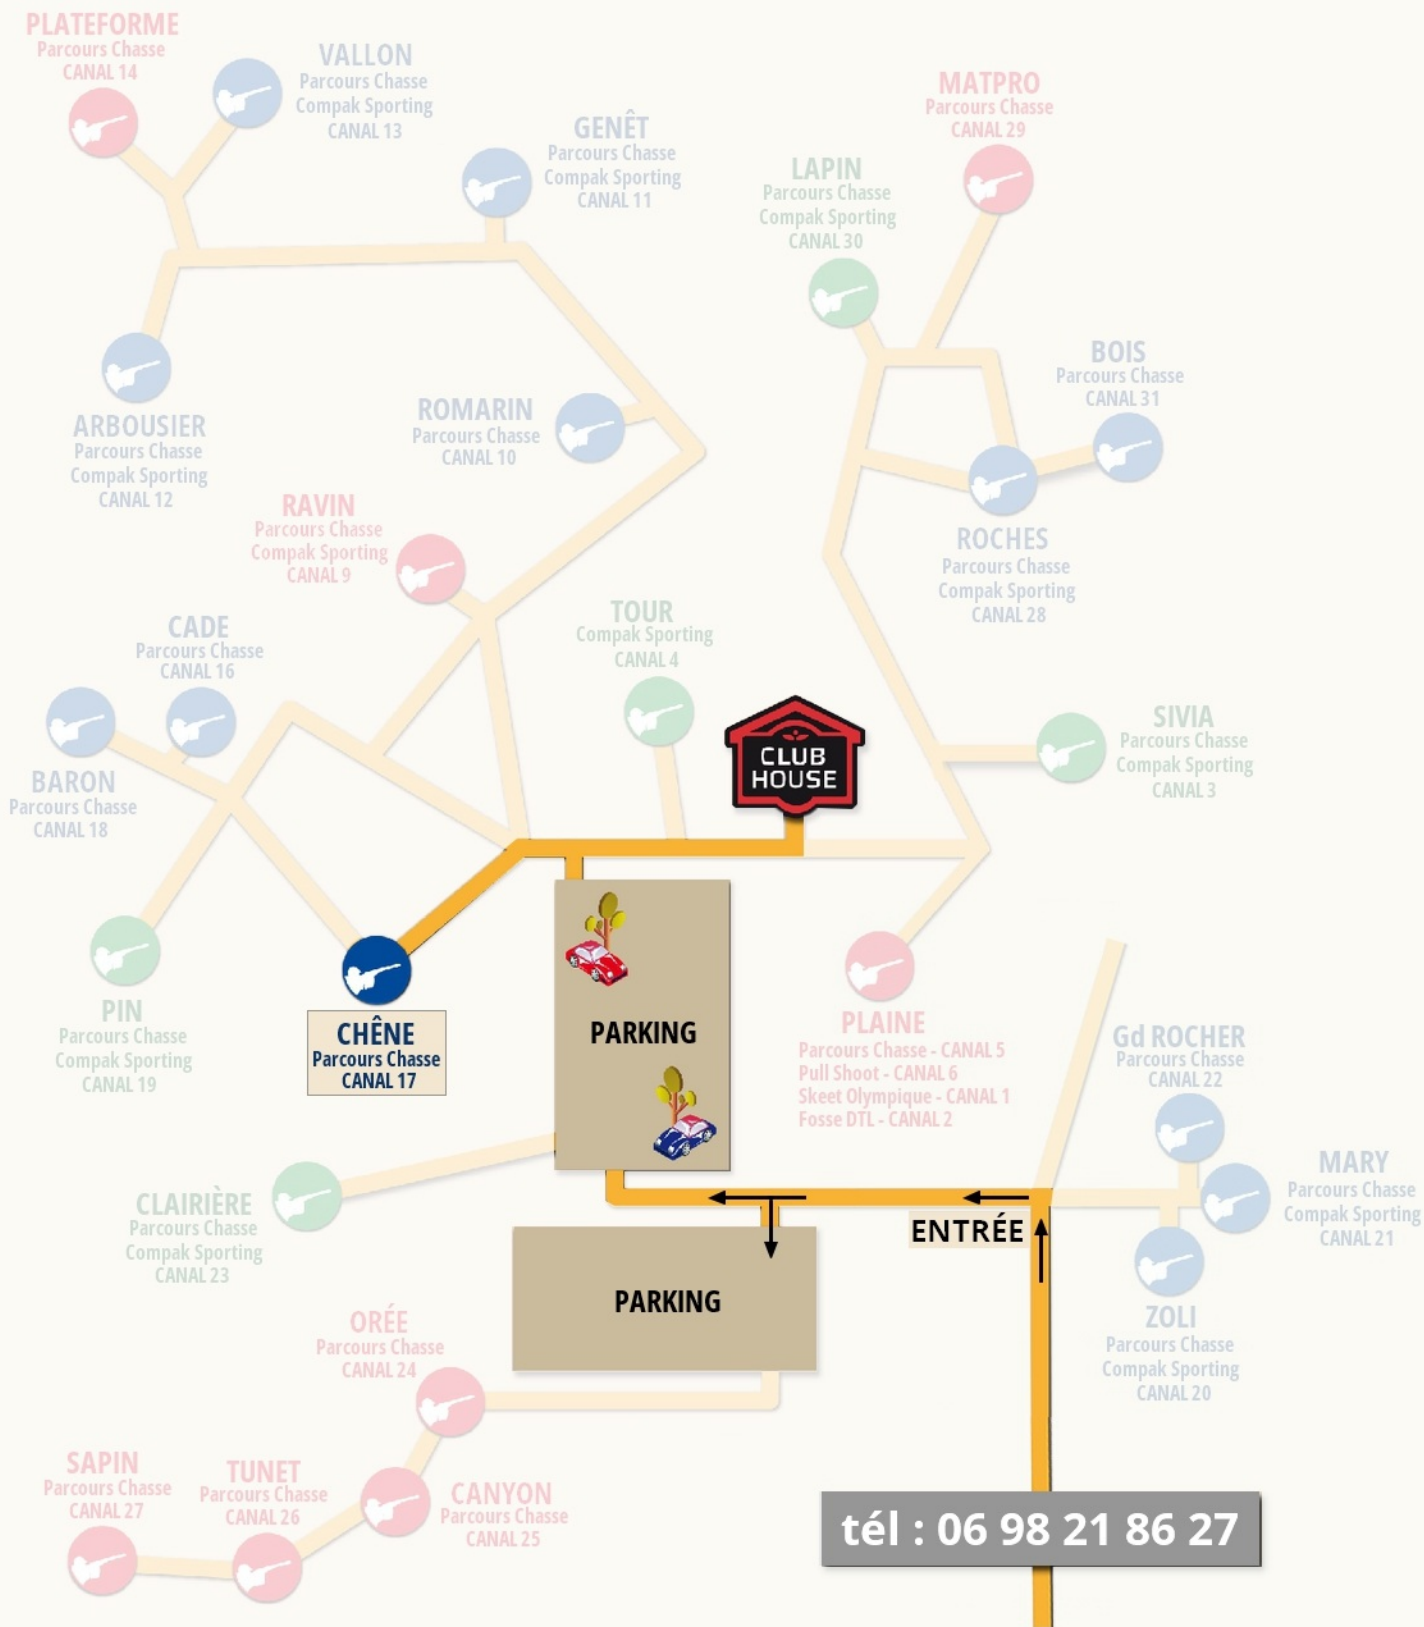 PLATEFORME
Parcours Chasse
CANAL 14
VALLON
Parcours Chasse
Compak Sporting
CANAL 13
GENÊT
Parcours Chasse
Compak Sporting
CANAL 11
MATPRO
Parcours Chasse
CANAL 29
LAPIN
Parcours Chasse
Compak Sporting
CANAL 30
BOIS
Parcours Chasse
CANAL 31
ARBOUSIER
Parcours Chasse
Compak Sporting
CANAL 12
ROMARIN
Parcours Chasse
CANAL 10
RAVIN
Parcours Chasse
Compak Sporting
CANAL 9
ROCHES
Parcours Chasse
Compak Sporting
CANAL 28
CADE
Parcours Chasse
CANAL 16
TOUR
Compak Sporting
CANAL 4
BARON
Parcours Chasse
CANAL 18
CLUB
HOUSE
SIVIA
Parcours Chasse
Compak Sporting
CANAL 3
PIN
Parcours Chasse
Compak Sporting
CANAL 19
CHÊNE
Parcours Chasse
CANAL 17
PARKING
PLAINE
Parcours Chasse - CANAL 5
Pull Shoot - CANAL 6
Skeet Olympique - CANAL 1
Fosse DTL - CANAL 2
Gd ROCHER
Parcours Chasse
CANAL 22
MARY
Parcours Chasse
Compak Sporting
CANAL 21
CLAIRIÈRE
Parcours Chasse
Compak Sporting
CANAL 23
ENTRÉE
PARKING
ZOLI
Parcours Chasse
Compak Sporting
CANAL 20
ORÉE
Parcours Chasse
CANAL 24
SAPIN
Parcours Chasse
CANAL 27
TUNET
Parcours Chasse
CANAL 26
CANYON
Parcours Chasse
CANAL 25
tél : 06 98 21 86 27